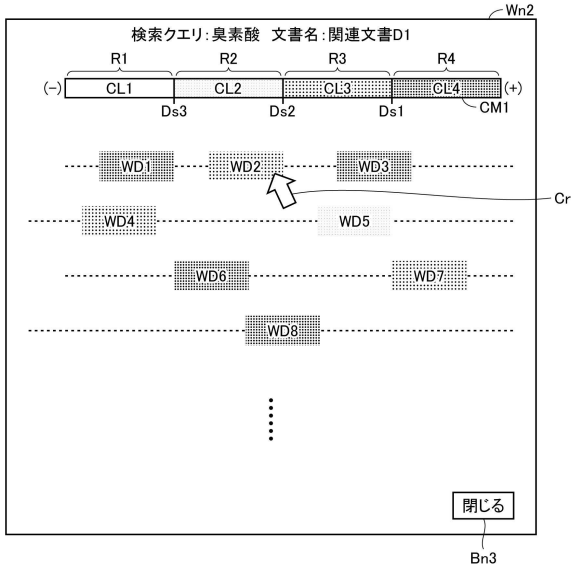 Wn2
検索クエリ:臭素酸 文書名:関連文書D1
R1 R2 R3 R4
(-) CL1 CL2 CL3 CL4 (+)
Ds3 Ds2 Ds1 CM1
WD1 WD2 WD3
Cr
WD4 WD5
WD6 WD7
WD8
閉じる
Bn3